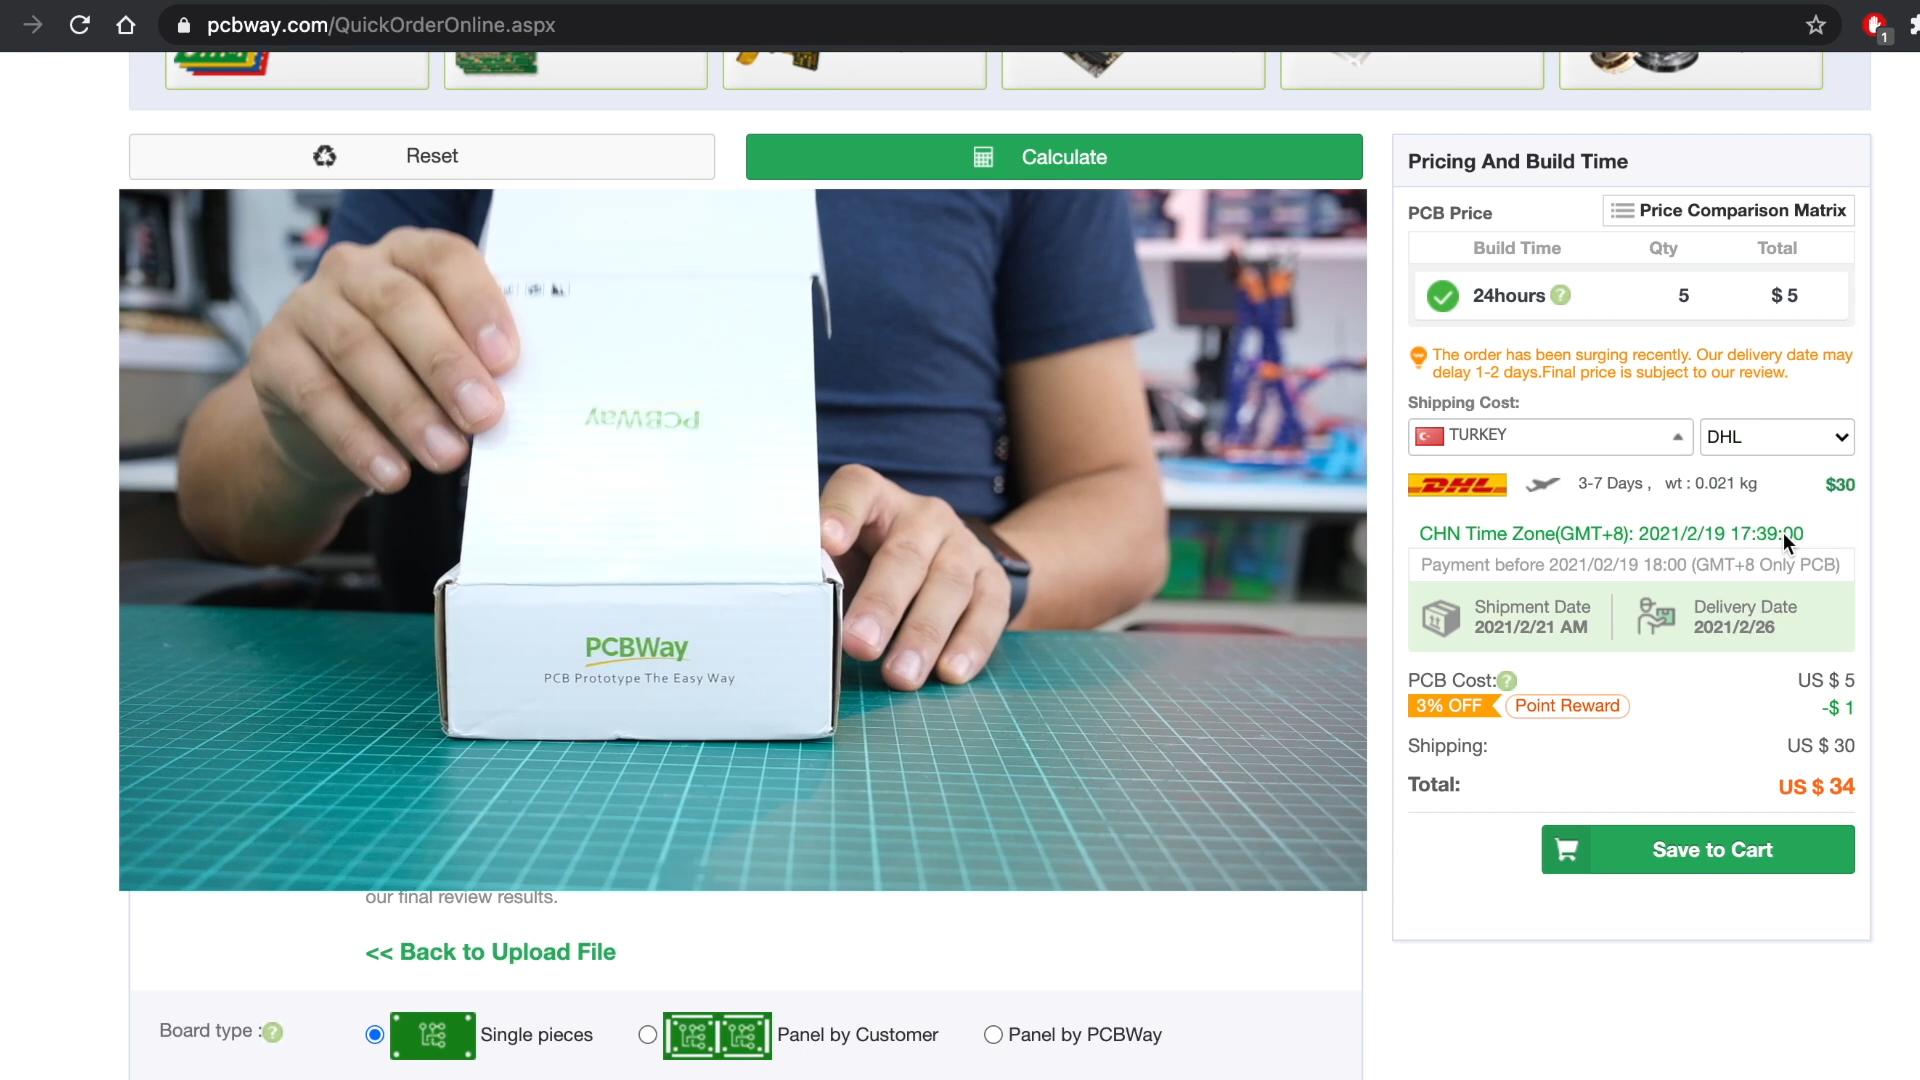 pcbway.com/QuickOrderOnline.aspx
1
Reset
Calculate
PCBWay
PCBWay
PCB Prototype The Easy Way
our final review results.
<< Back to Upload File
Board type :?
Single pieces
Panel by Customer
Panel by PCBWay
Pricing And Build Time
PCB Price
Price Comparison Matrix
Build Time Qty Total
24hours ? 5 $ 5
The order has been surging recently. Our delivery date may
delay 1-2 days.Final price is subject to our review.
Shipping Cost:
TURKEY
DHL
DHL 3-7 Days , wt : 0.021 kg $30
CHN Time Zone(GMT+8): 2021/2/19 17:39:00
Payment before 2021/02/19 18:00 (GMT+8 Only PCB)
Shipment Date
2021/2/21 AM
Delivery Date
2021/2/26
PCB Cost:? US $ 5
3% OFF Point Reward -$ 1
Shipping: US $ 30
Total: US $ 34
Save to Cart